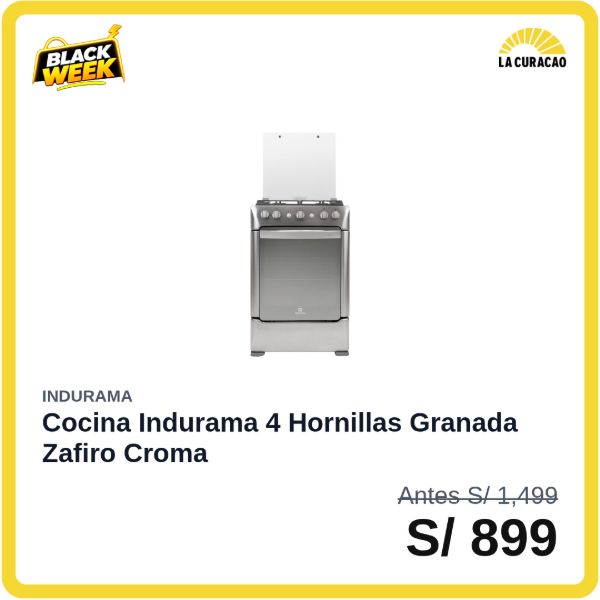 BLACK
WEEK
LA CURACAO
INDURAMA
Cocina Indurama 4 Hornillas Granada
Zafiro Croma
Antes S/ 1,499
S/ 899